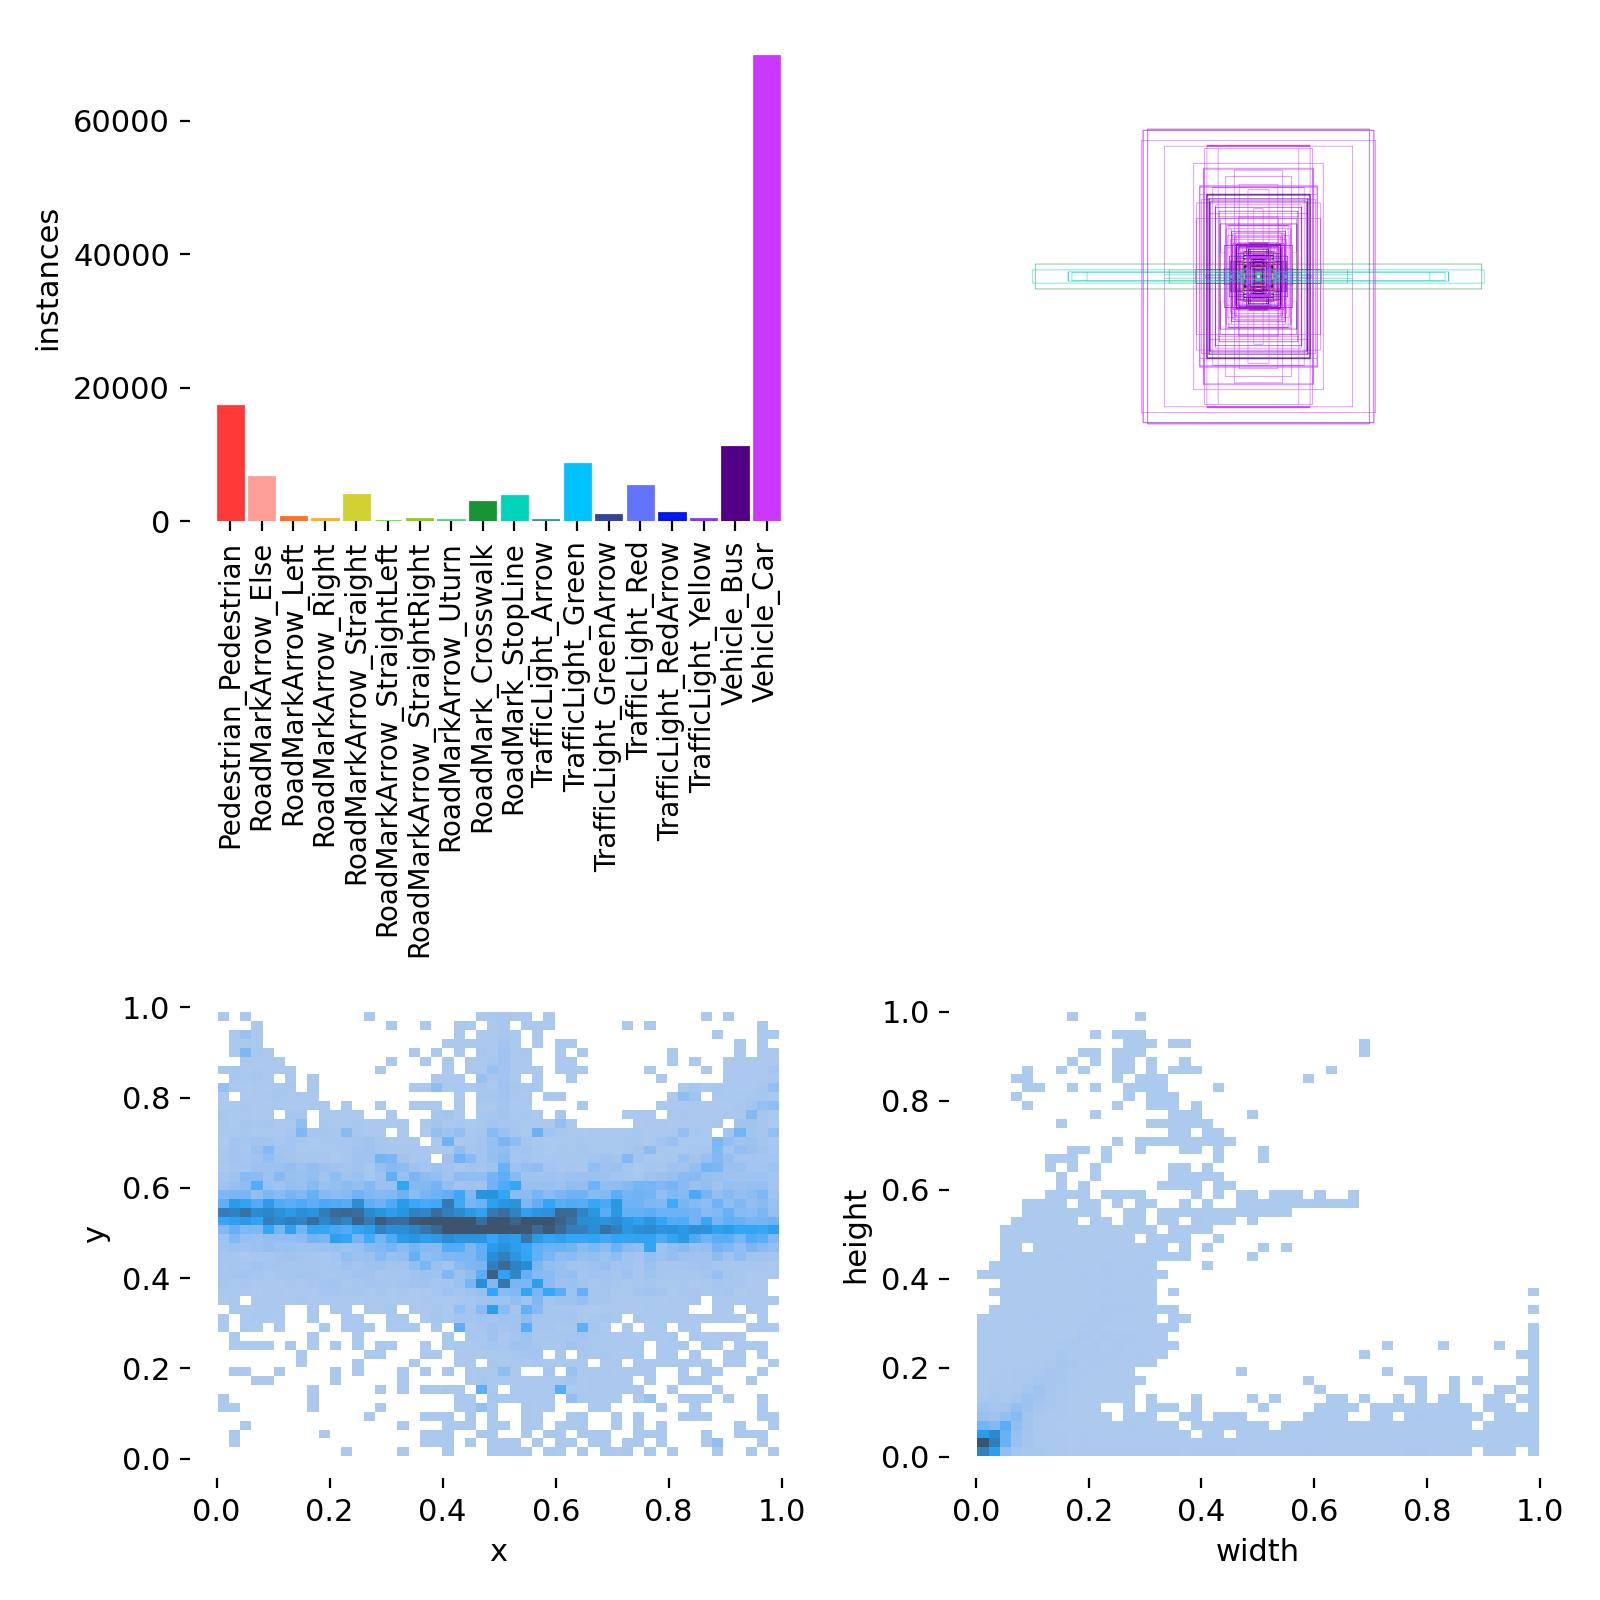 60000
40000
20000
0
instances
Pedestrian_Pedestrian
RoadMarkArrow_Else
RoadMarkArrow_Left
RoadMarkArrow_Right
RoadMarkArrow_Straight
RoadMarkArrow_StraightLeft
RoadMarkArrow_StraightRight
RoadMarkArrow_Uturn
RoadMark_Crosswalk
RoadMark_StopLine
TrafficLight_Arrow
TrafficLight_Green
TrafficLight_GreenArrow
TrafficLight_Red
TrafficLight_RedArrow
TrafficLight_Yellow
Vehicle_Bus
Vehicle_Car
1.0
0.8
0.6
0.4
0.2
0.0
y
0.0 0.2 0.4 0.6 0.8 1.0
x
1.0
0.8
0.6
0.4
0.2
0.0
height
0.0 0.2 0.4 0.6 0.8 1.0
width